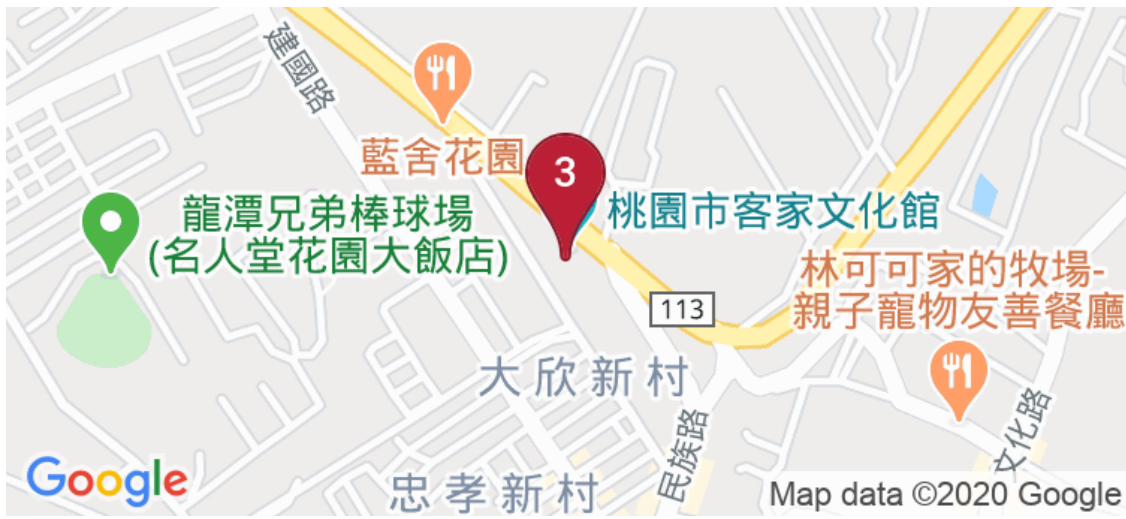 建國路
藍舍花園
3
桃園市客家文化館
龍潭兄弟棒球場
(名人堂花園大飯店)
林可可家的牧場-
親子寵物友善餐廳
113
大欣新村
民族路
文化路
忠孝新村
Google
Map data ©2020 Google